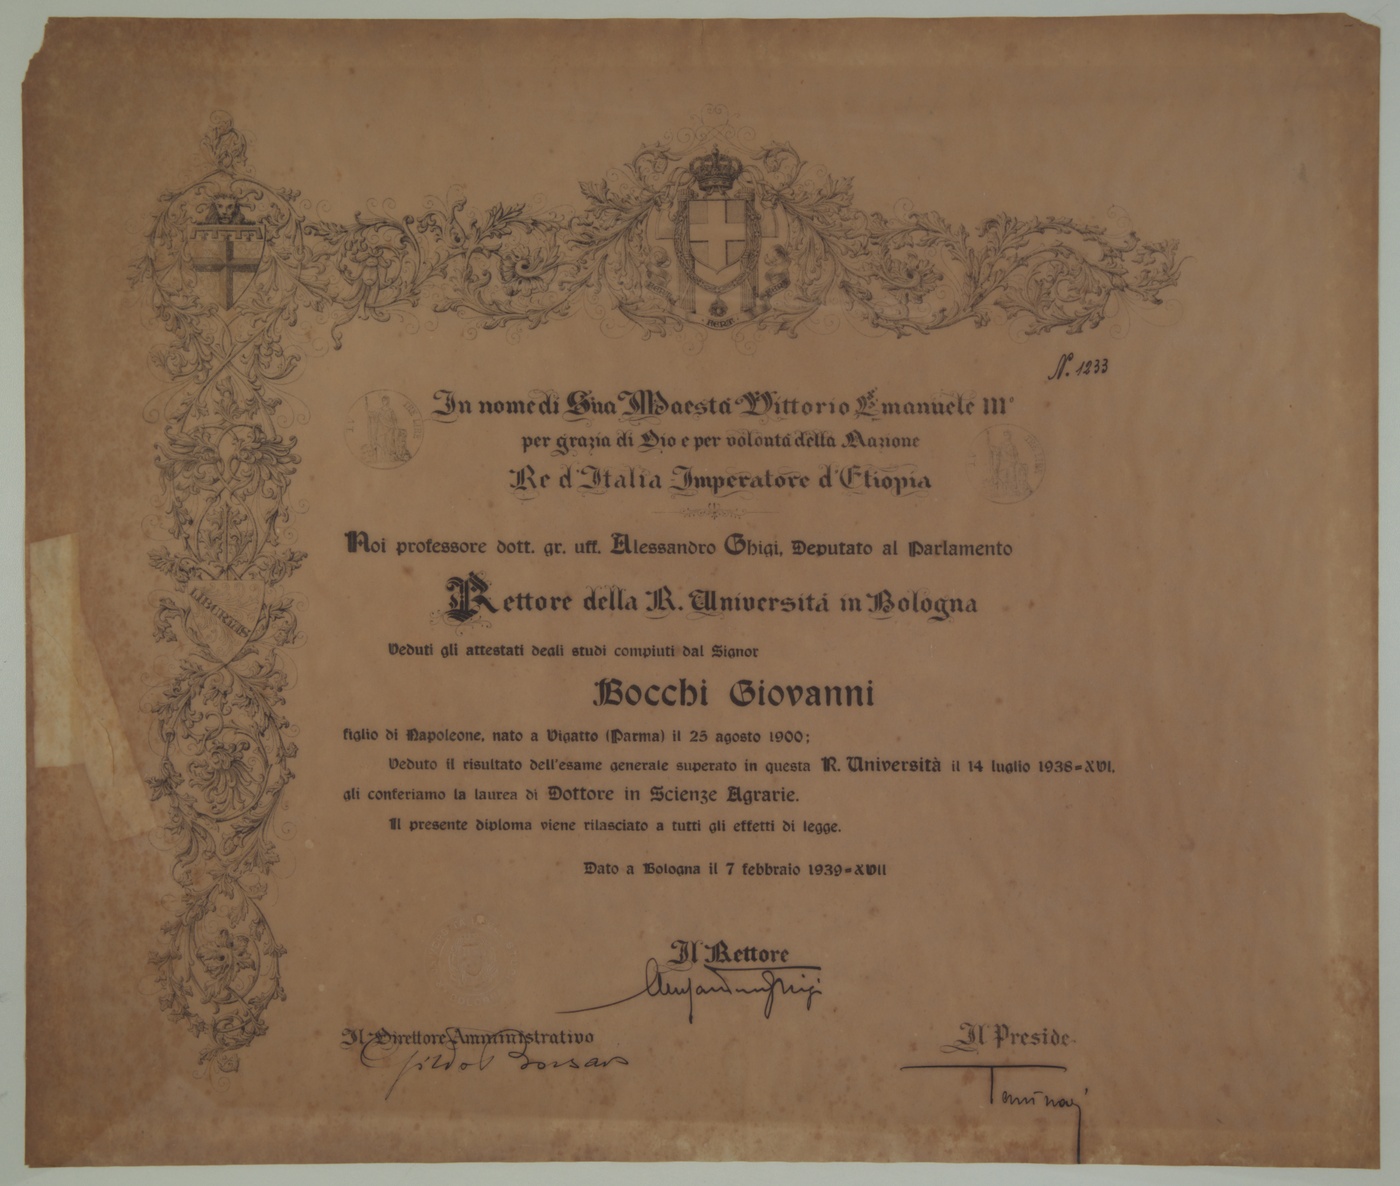 N. 1233
In nome di Sua Maestà Vittorio Emanuele III°
per grazia di Dio e per volontà della Nazione
Re d'Italia Imperatore d'Etiopia
Noi professore dott. gr. uff. Alessandro Ghigi, Deputato al Parlamento
Rettore della R. Università in Bologna
LIBERTAS
Veduti gli attestati degli studi compiuti dal Signor
Bocchi Giovanni
figlio di Napoleone, nato a Vigatto (Parma) il 25 agosto 1900;
Veduto il risultato dell'esame generale superato in questa R. Università il 14 luglio 1938=XVI,
gli conferiamo la laurea di Dottore in Scienze Agrarie.
Il presente diploma viene rilasciato a tutti gli effetti di legge.
Dato a Bologna il 7 febbraio 1939=XVII
Il Rettore
Alessandro Ghigi
Il Direttore Amministrativo
Il Preside